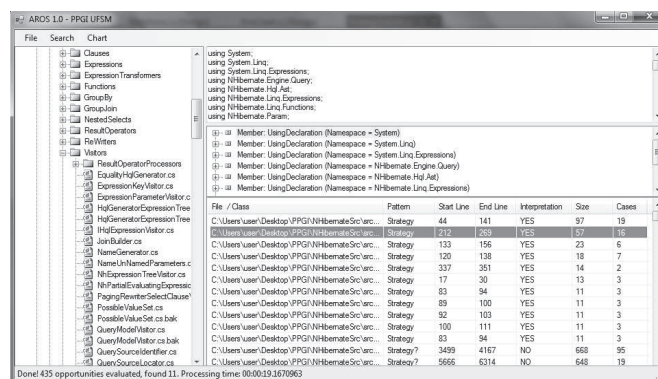 AROS 1.0 - PPGI UFSM
File Search Chart
Clauses
Expressions
ExpressionTransformers
Functions
GroupBy
GroupJoin
NestedSelects
ResultOperators
ReWriters
Visitors
ResultOperatorProcessors
EqualityHqlGenerator.cs
ExpressionKeyVisitor.cs
ExpressionParameterVisitor.c
HqlGeneratorExpressionTree
HqlGeneratorExpressionTree
IHqlExpressionVisitor.cs
JoinBuilder.cs
NameGenerator.cs
NameUnNamedParameters.c
NhExpressionTreeVisitor.cs
NhPartialEvaluatingExpressic
PagingRewriterSelectClause
PossibleValueSet.cs
PossibleValueSet.cs.bak
QueryModelVisitor.cs
QueryModelVisitor.cs.bak
QuerySourceIdentifier.cs
QuerySourceLocator.cs
using System;
using System.Linq;
using System.Linq.Expressions;
using NHibernate.Engine.Query;
using NHibernate.Hql.Ast;
using NHibernate.Linq.Expressions;
using NHibernate.Linq.Functions;
using NHibernate.Param;
Member: UsingDeclaration (Namespace = System)
Member: UsingDeclaration (Namespace = System.Linq)
Member: UsingDeclaration (Namespace = System.Linq.Expressions)
Member: UsingDeclaration (Namespace = NHibernate.Engine.Query)
Member: UsingDeclaration (Namespace = NHibernate.Hql.Ast)
Member: UsingDeclaration (Namespace = NHibernate.Linq.Expressions)
File / Class Pattern Start Line End Line Interpretation Size Cases
C:\Users\user\Desktop\PPGI\NHibernateSrc\src... Strategy 44 141 YES 97 19
C:\Users\user\Desktop\PPGI\NHibernateSrc\src... Strategy 212 269 YES 57 16
C:\Users\user\Desktop\PPGI\NHibernateSrc\src... Strategy 133 156 YES 23 6
C:\Users\user\Desktop\PPGI\NHibernateSrc\src... Strategy 120 138 YES 18 7
C:\Users\user\Desktop\PPGI\NHibernateSrc\src... Strategy 337 351 YES 14 2
C:\Users\user\Desktop\PPGI\NHibernateSrc\src... Strategy 17 30 YES 13 3
C:\Users\user\Desktop\PPGI\NHibernateSrc\src... Strategy 83 94 YES 11 3
C:\Users\user\Desktop\PPGI\NHibernateSrc\src... Strategy 89 100 YES 11 3
C:\Users\user\Desktop\PPGI\NHibernateSrc\src... Strategy 92 103 YES 11 3
C:\Users\user\Desktop\PPGI\NHibernateSrc\src... Strategy 100 111 YES 11 3
C:\Users\user\Desktop\PPGI\NHibernateSrc\src... Strategy 83 94 YES 11 3
C:\Users\user\Desktop\PPGI\NHibernateSrc\src... Strategy? 3499 4167 NO 668 95
C:\Users\user\Desktop\PPGI\NHibernateSrc\src... Strategy? 5666 6314 NO 648 19
Done! 435 opportunities evaluated, found 11. Processing time: 00:00:19.1670963